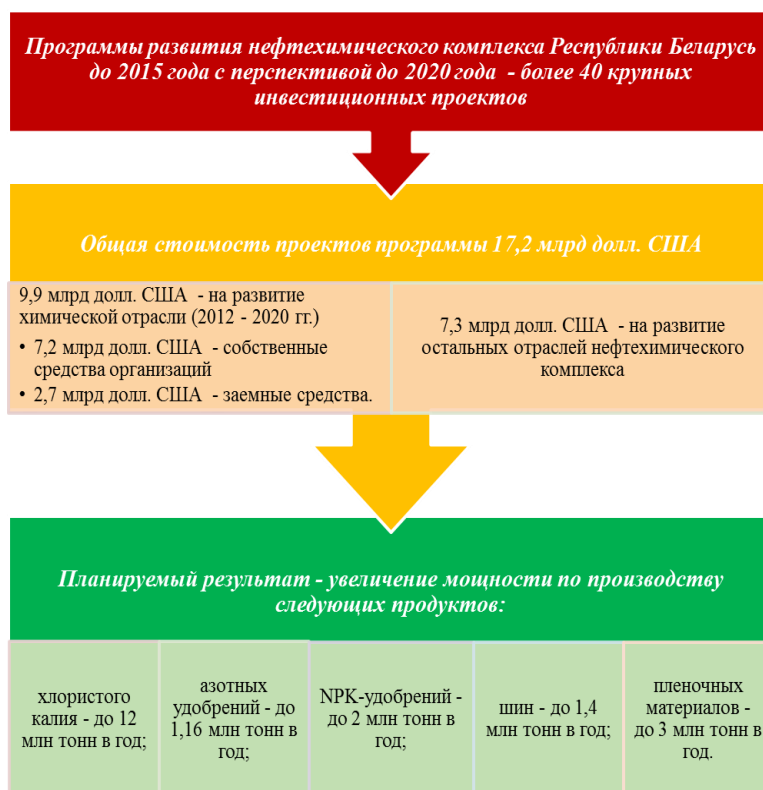 Программы развития нефтехимического комплекса Республики Беларусь
до 2015 года с перспективой до 2020 года  - более 40 крупных
инвестиционных проектов
Общая стоимость проектов программы 17,2 млрд долл. США
9,9 млрд долл. США  - на развитие
химической отрасли (2012 - 2020 гг.)
• 7,2 млрд долл. США  - собственные
средства организаций
• 2,7 млрд долл. США  - заемные средства.
7,3 млрд долл. США  - на развитие
остальных отраслей нефтехимического
комплекса
Планируемый результат - увеличение мощности по производству
следующих продуктов:
хлористого
калия - до 12
млн тонн в год;
азотных
удобрений - до
1,16 млн тонн в
год;
NPK-удобрений -
до 2 млн тонн в
год;
шин - до 1,4
млн тонн в год;
пленочных
материалов -
до 3 млн тонн в
год.